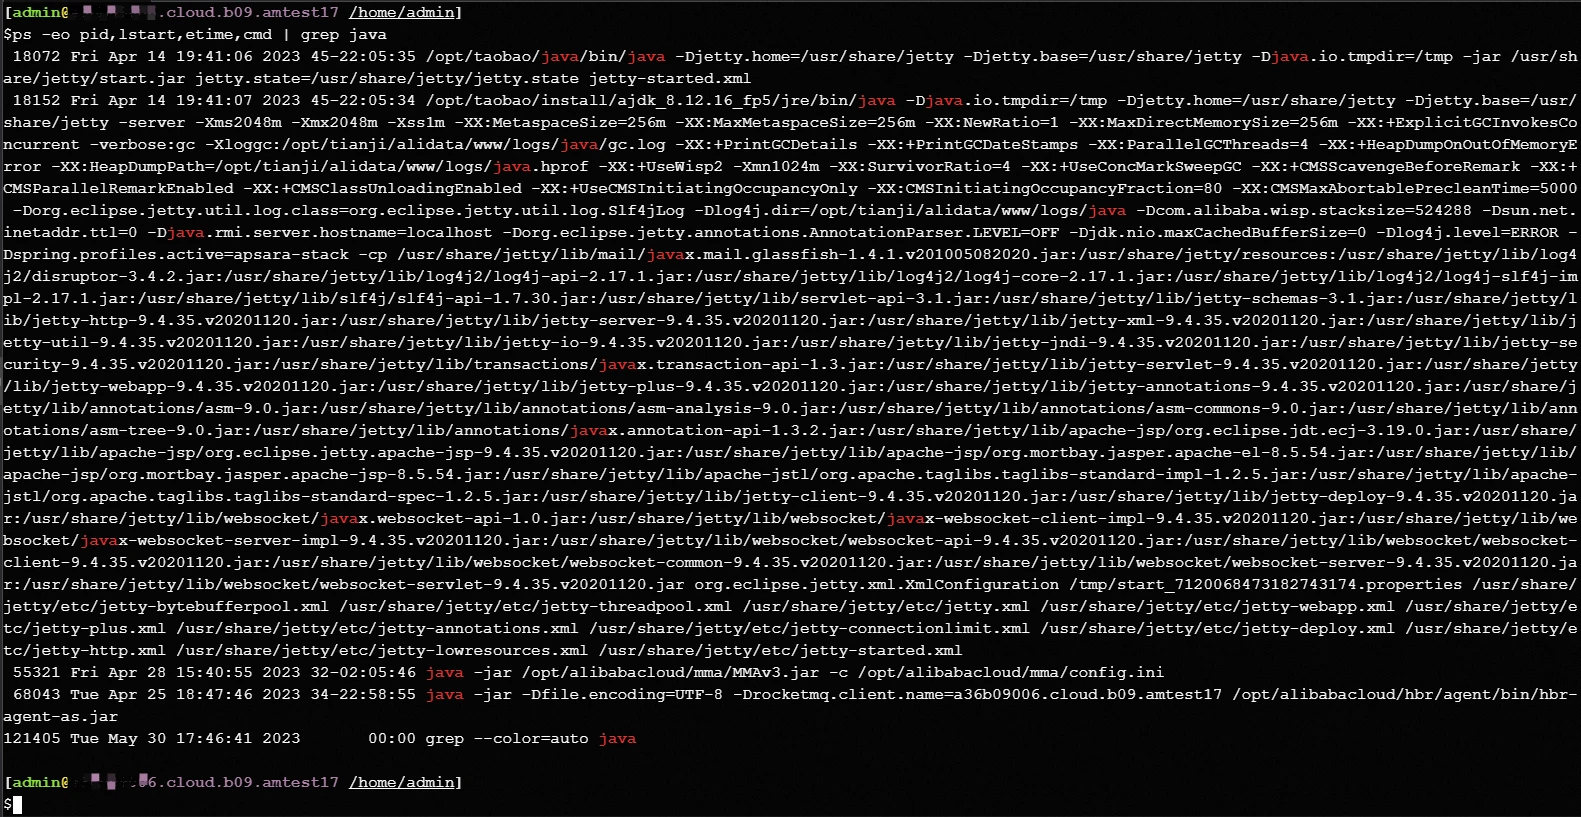 [admin@ .cloud.b09.amtest17 /home/admin]
$ps -eo pid,lstart,etime,cmd | grep java
 18072 Fri Apr 14 19:41:06 2023 45-22:05:35 /opt/taobao/java/bin/java -Djetty.home=/usr/share/jetty -Djetty.base=/usr/share/jetty -Djava.io.tmpdir=/tmp -jar /usr/sh
are/jetty/start.jar jetty.state=/usr/share/jetty/jetty.state jetty-started.xml
 18152 Fri Apr 14 19:41:07 2023 45-22:05:34 /opt/taobao/install/ajdk_8.12.16_fp5/jre/bin/java -Djava.io.tmpdir=/tmp -Djetty.home=/usr/share/jetty -Djetty.base=/usr/
share/jetty -server -Xms2048m -Xmx2048m -Xss1m -XX:MetaspaceSize=256m -XX:MaxMetaspaceSize=256m -XX:NewRatio=1 -XX:MaxDirectMemorySize=256m -XX:+ExplicitGCInvokesCo
ncurrent -verbose:gc -Xloggc:/opt/tianji/alidata/www/logs/java/gc.log -XX:+PrintGCDetails -XX:+PrintGCDateStamps -XX:ParallelGCThreads=4 -XX:+HeapDumpOnOutOfMemoryE
rror -XX:HeapDumpPath=/opt/tianji/alidata/www/logs/java.hprof -XX:+UseWisp2 -Xmn1024m -XX:SurvivorRatio=4 -XX:+UseConcMarkSweepGC -XX:+CMSScavengeBeforeRemark -XX:+
CMSParallelRemarkEnabled -XX:+CMSClassUnloadingEnabled -XX:+UseCMSInitiatingOccupancyOnly -XX:CMSInitiatingOccupancyFraction=80 -XX:CMSMaxAbortablePrecleanTime=5000
 -Dorg.eclipse.jetty.util.log.class=org.eclipse.jetty.util.log.Slf4jLog -Dlog4j.dir=/opt/tianji/alidata/www/logs/java -Dcom.alibaba.wisp.stacksize=524288 -Dsun.net.
inetaddr.ttl=0 -Djava.rmi.server.hostname=localhost -Dorg.eclipse.jetty.annotations.AnnotationParser.LEVEL=OFF -Djdk.nio.maxCachedBufferSize=0 -Dlog4j.level=ERROR -
Dspring.profiles.active=apsara-stack -cp /usr/share/jetty/lib/mail/javax.mail.glassfish-1.4.1.v201005082020.jar:/usr/share/jetty/resources:/usr/share/jetty/lib/log4
j2/disruptor-3.4.2.jar:/usr/share/jetty/lib/log4j2/log4j-api-2.17.1.jar:/usr/share/jetty/lib/log4j2/log4j-core-2.17.1.jar:/usr/share/jetty/lib/log4j2/log4j-slf4j-im
pl-2.17.1.jar:/usr/share/jetty/lib/slf4j/slf4j-api-1.7.30.jar:/usr/share/jetty/lib/servlet-api-3.1.jar:/usr/share/jetty/lib/jetty-schemas-3.1.jar:/usr/share/jetty/l
ib/jetty-http-9.4.35.v20201120.jar:/usr/share/jetty/lib/jetty-server-9.4.35.v20201120.jar:/usr/share/jetty/lib/jetty-xml-9.4.35.v20201120.jar:/usr/share/jetty/lib/j
etty-util-9.4.35.v20201120.jar:/usr/share/jetty/lib/jetty-io-9.4.35.v20201120.jar:/usr/share/jetty/lib/jetty-jndi-9.4.35.v20201120.jar:/usr/share/jetty/lib/jetty-se
curity-9.4.35.v20201120.jar:/usr/share/jetty/lib/transactions/javax.transaction-api-1.3.jar:/usr/share/jetty/lib/jetty-servlet-9.4.35.v20201120.jar:/usr/share/jetty
/lib/jetty-webapp-9.4.35.v20201120.jar:/usr/share/jetty/lib/jetty-plus-9.4.35.v20201120.jar:/usr/share/jetty/lib/jetty-annotations-9.4.35.v20201120.jar:/usr/share/j
etty/lib/annotations/asm-9.0.jar:/usr/share/jetty/lib/annotations/asm-analysis-9.0.jar:/usr/share/jetty/lib/annotations/asm-commons-9.0.jar:/usr/share/jetty/lib/ann
otations/asm-tree-9.0.jar:/usr/share/jetty/lib/annotations/javax.annotation-api-1.3.2.jar:/usr/share/jetty/lib/apache-jsp/org.eclipse.jdt.ecj-3.19.0.jar:/usr/share/
jetty/lib/apache-jsp/org.eclipse.jetty.apache-jsp-9.4.35.v20201120.jar:/usr/share/jetty/lib/apache-jsp/org.mortbay.jasper.apache-el-8.5.54.jar:/usr/share/jetty/lib/
apache-jsp/org.mortbay.jasper.apache-jsp-8.5.54.jar:/usr/share/jetty/lib/apache-jstl/org.apache.taglibs.taglibs-standard-impl-1.2.5.jar:/usr/share/jetty/lib/apache-
jstl/org.apache.taglibs.taglibs-standard-spec-1.2.5.jar:/usr/share/jetty/lib/jetty-client-9.4.35.v20201120.jar:/usr/share/jetty/lib/jetty-deploy-9.4.35.v20201120.ja
r:/usr/share/jetty/lib/websocket/javax.websocket-api-1.0.jar:/usr/share/jetty/lib/websocket/javax-websocket-client-impl-9.4.35.v20201120.jar:/usr/share/jetty/lib/we
bsocket/javax-websocket-server-impl-9.4.35.v20201120.jar:/usr/share/jetty/lib/websocket/websocket-api-9.4.35.v20201120.jar:/usr/share/jetty/lib/websocket/websocket-
client-9.4.35.v20201120.jar:/usr/share/jetty/lib/websocket/websocket-common-9.4.35.v20201120.jar:/usr/share/jetty/lib/websocket/websocket-server-9.4.35.v20201120.ja
r:/usr/share/jetty/lib/websocket/websocket-servlet-9.4.35.v20201120.jar org.eclipse.jetty.xml.XmlConfiguration /tmp/start_7120068473182743174.properties /usr/share/
jetty/etc/jetty-bytebufferpool.xml /usr/share/jetty/etc/jetty-threadpool.xml /usr/share/jetty/etc/jetty.xml /usr/share/jetty/etc/jetty-webapp.xml /usr/share/jetty/e
tc/jetty-plus.xml /usr/share/jetty/etc/jetty-annotations.xml /usr/share/jetty/etc/jetty-connectionlimit.xml /usr/share/jetty/etc/jetty-deploy.xml /usr/share/jetty/e
tc/jetty-http.xml /usr/share/jetty/etc/jetty-lowresources.xml /usr/share/jetty/etc/jetty-started.xml
 55321 Fri Apr 28 15:40:55 2023 32-02:05:46 java -jar /opt/alibabacloud/mma/MMAv3.jar -c /opt/alibabacloud/mma/config.ini
 68043 Tue Apr 25 18:47:46 2023 34-22:58:55 java -jar -Dfile.encoding=UTF-8 -Drocketmq.client.name=a36b09006.cloud.b09.amtest17 /opt/alibabacloud/hbr/agent/bin/hbr-
agent-as.jar
121405 Tue May 30 17:46:41 2023       00:00 grep --color=auto java
[admin@ 6.cloud.b09.amtest17 /home/admin]
$